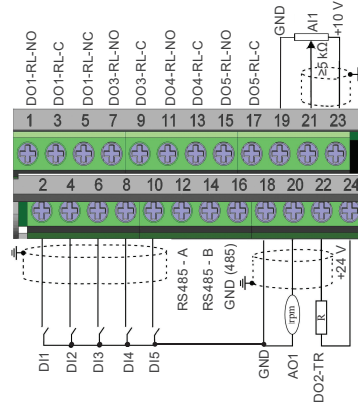 DO1-RL-NO
DO1-RL-C
DO1-RL-NC
DO3-RL-NO
DO3-RL-C
DO4-RL-NO
DO4-RL-C
DO5-RL-NO
DO5-RL-C
GND
AI1
≥5 kΩ
+10 V
1 3 5 7 9 11 13 15 17 19 21 23
2 4 6 8 10 12 14 16 18 20 22 24
DI1
DI2
DI3
DI4
DI5
RS485 - A
RS485 - B
GND (485)
GND
rpm
AO1
R
DO2-TR
+24 V